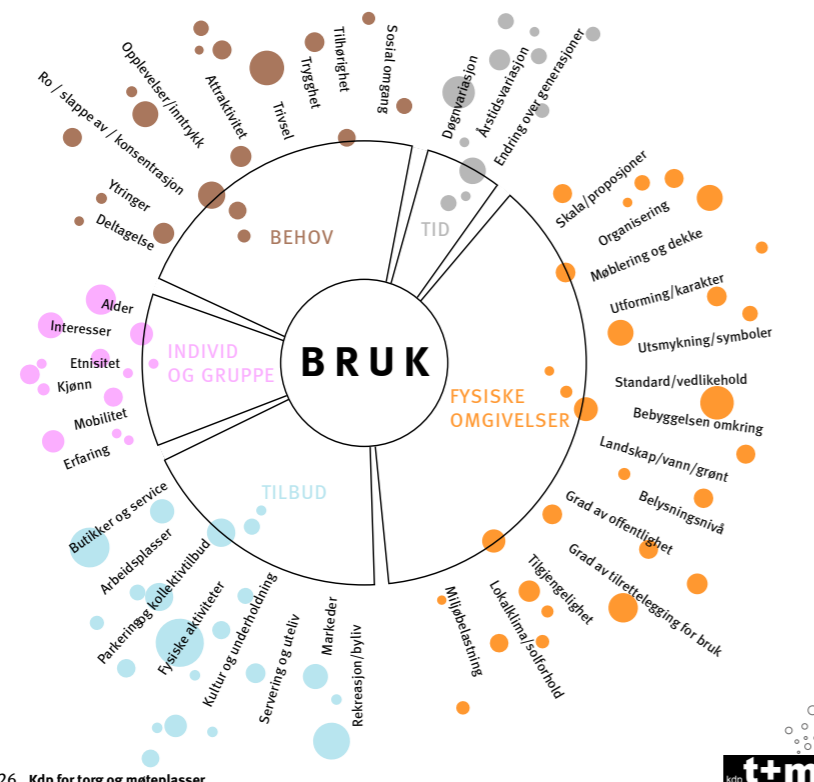 BRUK
BEHOV
Deltagelse
Ytringer
Ro / slappe av / konsentrasjon
Opplevelser/inntrykk
Attraktivitet
Trivsel
Trygghet
Tilhørighet
Sosial omgang
TID
Døgnvariasjon
Årstidsvariasjon
Endring over generasjoner
FYSISKE
OMGIVELSER
Skala/proposjoner
Organisering
Møblering og dekke
Utforming/karakter
Utsmykning/symboler
Standard/vedlikehold
Bebyggelsen omkring
Landskap/vann/grønt
Belysningsnivå
Grad av offentlighet
Grad av tilrettelegging for bruk
Tilgjengelighet
Lokalklima/solforhold
Miljøbelastning
TILBUD
Rekreasjon/byliv
Markeder
Servering og uteliv
Kultur og underholdning
Fysiske aktiviteter
Parkering og kollektivtilbud
Arbeidsplasser
Butikker og service
INDIVID
OG GRUPPE
Erfaring
Mobilitet
Kjønn
Etnisitet
Interesser
Alder
26 Kdp for torg og møteplasser
kdp t+m